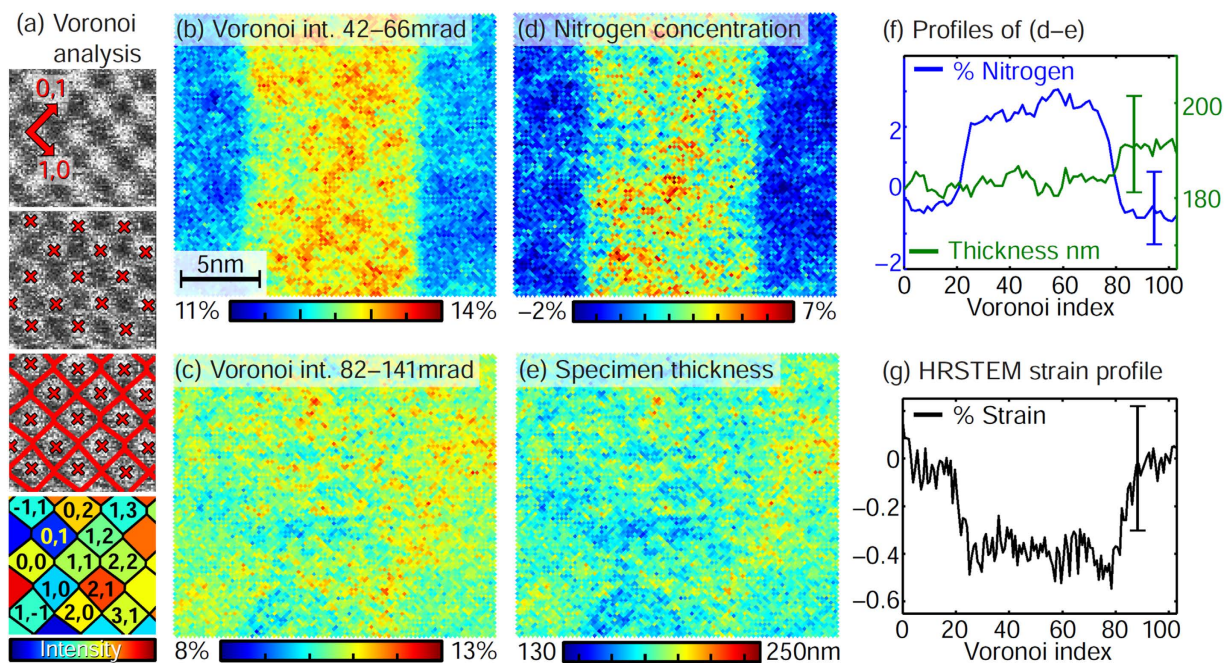 (a) Voronoi
analysis
0,1
1,0
-1,1 0,2 1,3
0,1 1,2
0,0 1,1 2,2
1,0 2,1
1,-1 2,0 3,1
Intensity
(b) Voronoi int. 42–66mrad
5nm
11% 14%
(d) Nitrogen concentration
−2% 7%
(c) Voronoi int. 82–141mrad
8% 13%
(e) Specimen thickness
130 250nm
(f) Profiles of (d–e)
% Nitrogen
200
2
0
180
Thickness nm
−2
0 20 40 60 80 100
Voronoi index
(g) HRSTEM strain profile
% Strain
0
−0.2
−0.4
−0.6
0 20 40 60 80 100
Voronoi index